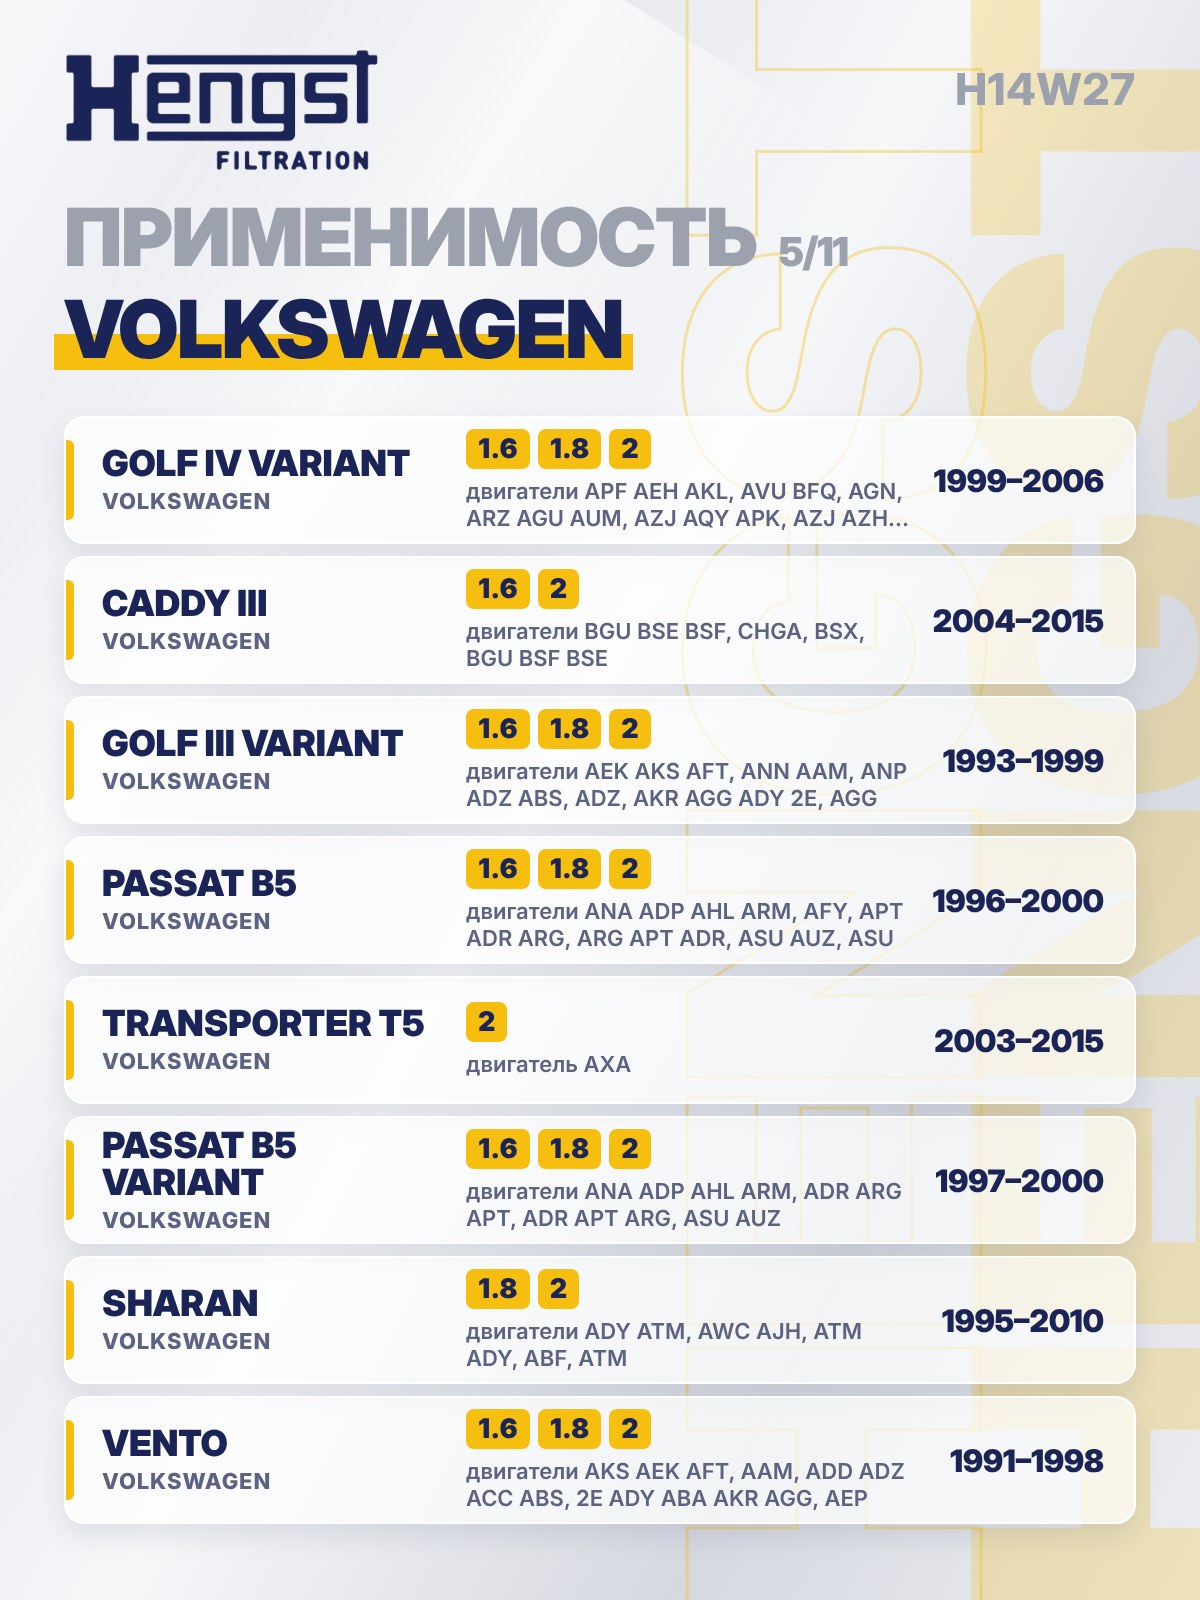 Hengst
FILTRATION
H14W27
ПРИМЕНИМОСТЬ 5/11
VOLKSWAGEN
GOLF IV VARIANT
VOLKSWAGEN
1.6 1.8 2
двигатели APF AEH AKL, AVU BFQ, AGN,
ARZ AGU AUM, AZJ AQY APK, AZJ AZH...
1999–2006
CADDY III
VOLKSWAGEN
1.6 2
двигатели BGU BSE BSF, CHGA, BSX,
BGU BSF BSE
2004–2015
GOLF III VARIANT
VOLKSWAGEN
1.6 1.8 2
двигатели AEK AKS AFT, ANN AAM, ANP
ADZ ABS, ADZ, AKR AGG ADY 2E, AGG
1993–1999
PASSAT B5
VOLKSWAGEN
1.6 1.8 2
двигатели ANA ADP AHL ARM, AFY, APT
ADR ARG, ARG APT ADR, ASU AUZ, ASU
1996–2000
TRANSPORTER T5
VOLKSWAGEN
2
двигатель AXA
2003–2015
PASSAT B5
VARIANT
VOLKSWAGEN
1.6 1.8 2
двигатели ANA ADP AHL ARM, ADR ARG
APT, ADR APT ARG, ASU AUZ
1997–2000
SHARAN
VOLKSWAGEN
1.8 2
двигатели ADY ATM, AWC AJH, ATM
ADY, ABF, ATM
1995–2010
VENTO
VOLKSWAGEN
1.6 1.8 2
двигатели AKS AEK AFT, AAM, ADD ADZ
ACC ABS, 2E ADY ABA AKR AGG, AEP
1991–1998
HENGST
HENGST